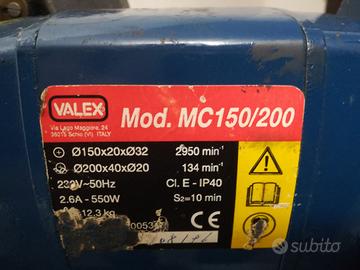 VALEX
Via Lago Maggiore, 24
36015 Schio (VI) ITALY
Mod. MC150/200
Ø150x20xØ32 2950 min⁻¹
Ø200x40xØ20 134 min⁻¹
230V~50Hz Cl. E - IP40
2.6A - 550W S₂=10 min
12,3 kg
CE
subito